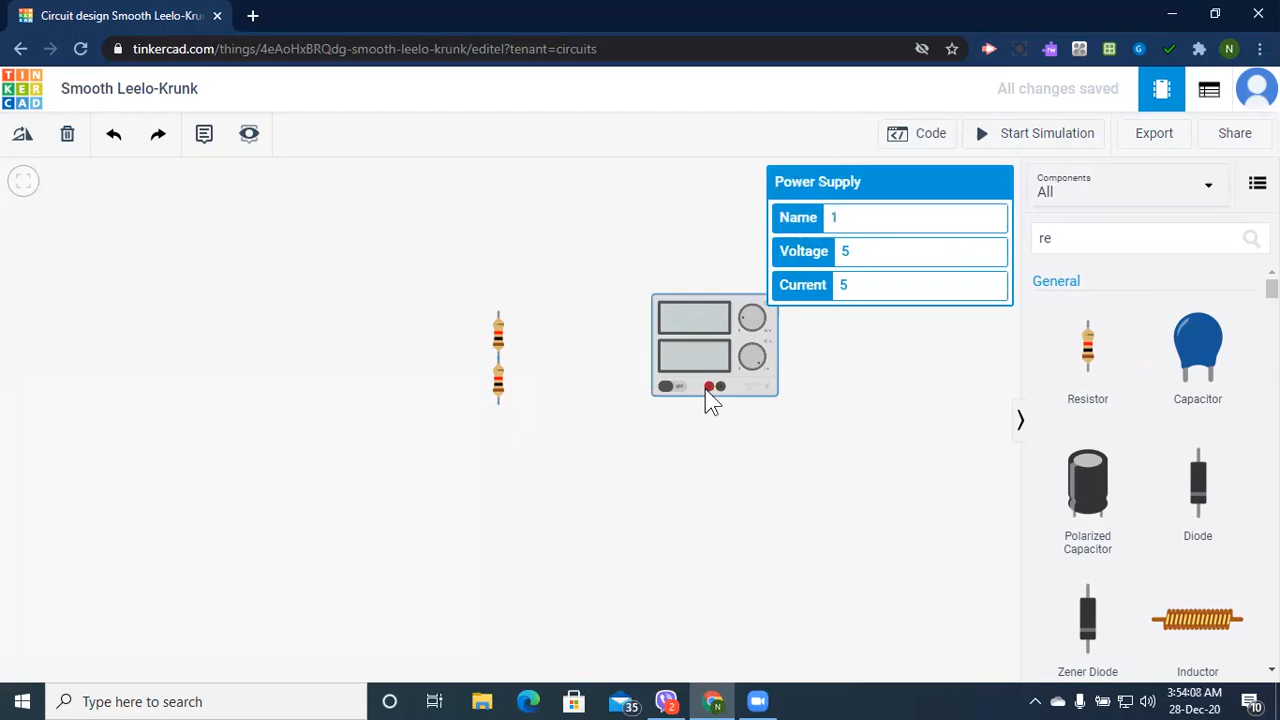 Circuit design Smooth Leelo-Kru
tinkercad.com/things/4eAoHxBRQdg-smooth-leelo-krunk/editel?tenant=circuits
N
TIN
KER
CAD
Smooth Leelo-Krunk
All changes saved
Code
Start Simulation
Export
Share
Power Supply
Name 1
Voltage 5
Current 5
OFF
Components
All
re
General
Resistor
Capacitor
Polarized
Capacitor
Diode
Zener Diode
Inductor
Type here to search
35
2
N
3:54:08 AM
28-Dec-20
10